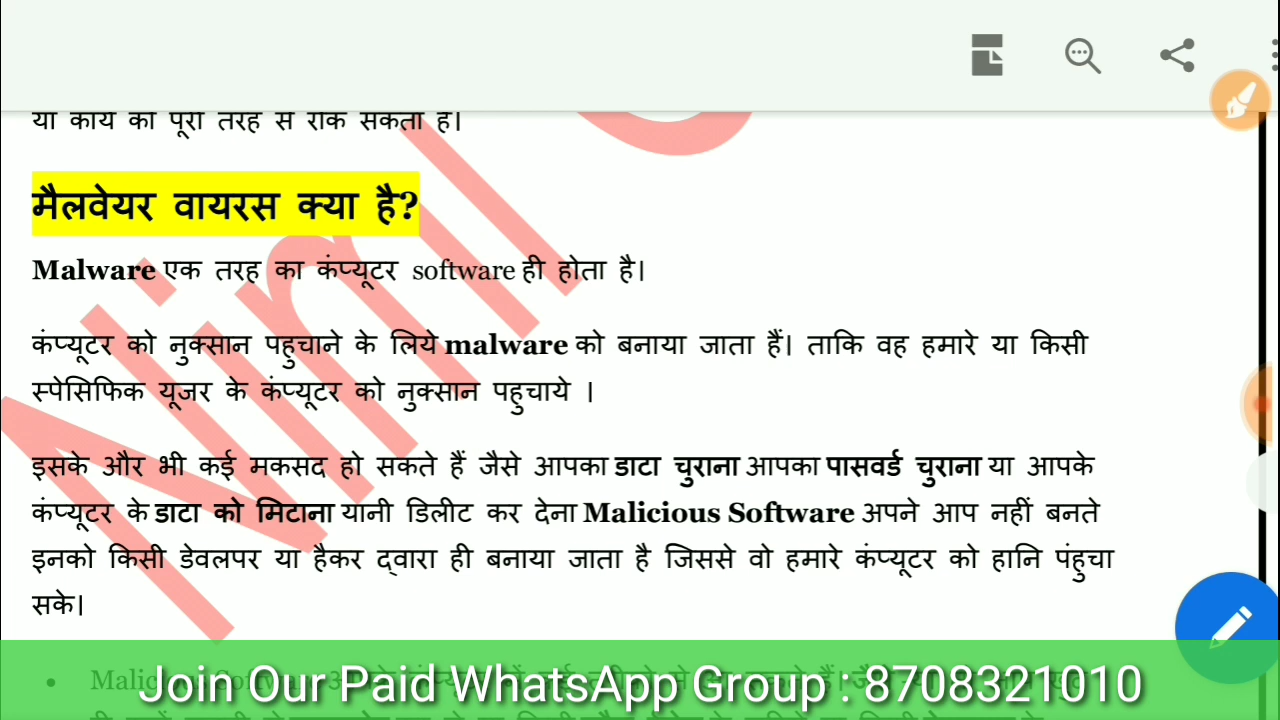 या कार्य को पूरी तरह से रोक सकता है।
मैलवेयर वायरस क्या है?
Malware एक तरह का कंप्यूटर software ही होता है।
कंप्यूटर को नुक्सान पहुचाने के लिये malware को बनाया जाता हैं। ताकि वह हमारे या किसी
स्पेसिफिक यूजर के कंप्यूटर को नुक्सान पहुचाये ।
इसके और भी कई मकसद हो सकते हैं जैसे आपका डाटा चुराना आपका पासवर्ड चुराना या आपके
कंप्यूटर के डाटा को मिटाना यानी डिलीट कर देना Malicious Software अपने आप नहीं बनते
इनको किसी डेवलपर या हैकर द्वारा ही बनाया जाता है जिससे वो हमारे कंप्यूटर को हानि पंहुचा
सके।
Join Our Paid WhatsApp Group : 8708321010